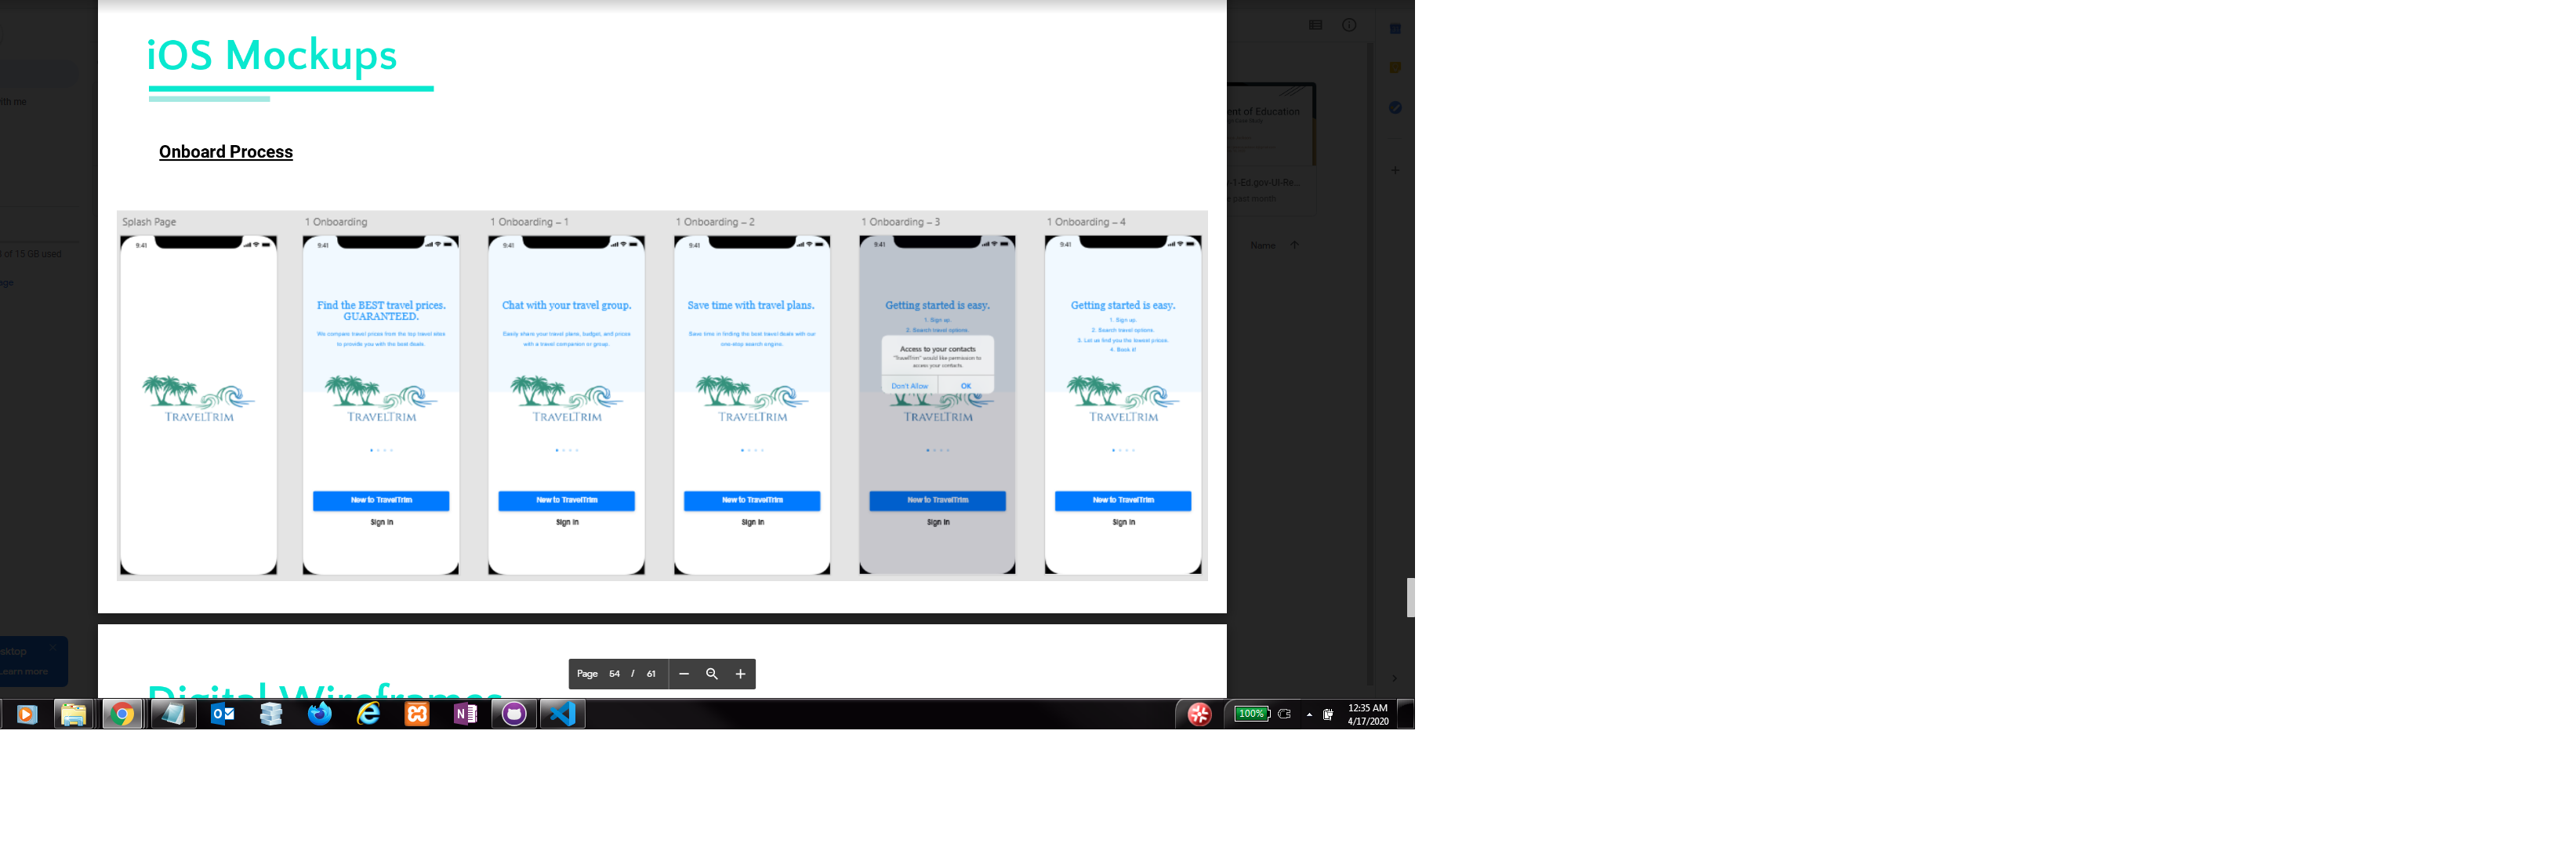 iOS Mockups
ith me
ent of Education
Onboard Process
-1-Ed.gov-UI-Re...
past month
Splash Page
1 Onboarding
1 Onboarding – 1
1 Onboarding – 2
1 Onboarding – 3
1 Onboarding – 4
9:41
9:41
9:41
9:41
9:41
9:41
Name
of 15 GB used
ge
Find the BEST travel prices.
GUARANTEED.
We compare travel prices from the top travel sites
to provide you with the best deals.
Chat with your travel group.
Easily share your travel plans, budget, and prices
with a travel companion or group.
Save time with travel plans.
Save time in finding the best travel deals with our
one-stop search engine.
Getting started is easy.
1. Sign up.
2. Search travel options.
Access to your contacts
"TravelTrim" would like permission to
access your contacts.
Don't Allow
OK
Getting started is easy.
1. Sign up.
2. Search travel options.
3. Let us find you the lowest prices.
4. Book it!
TRAVELTRIM
TRAVELTRIM
TRAVELTRIM
TRAVELTRIM
TRAVELTRIM
TRAVELTRIM
New to TravelTrim
New to TravelTrim
New to TravelTrim
New to TravelTrim
New to TravelTrim
Sign in
Sign in
Sign in
Sign in
Sign in
sktop
Learn more
Page 54 / 61
Digital Wireframes
100%
12:35 AM
4/17/2020